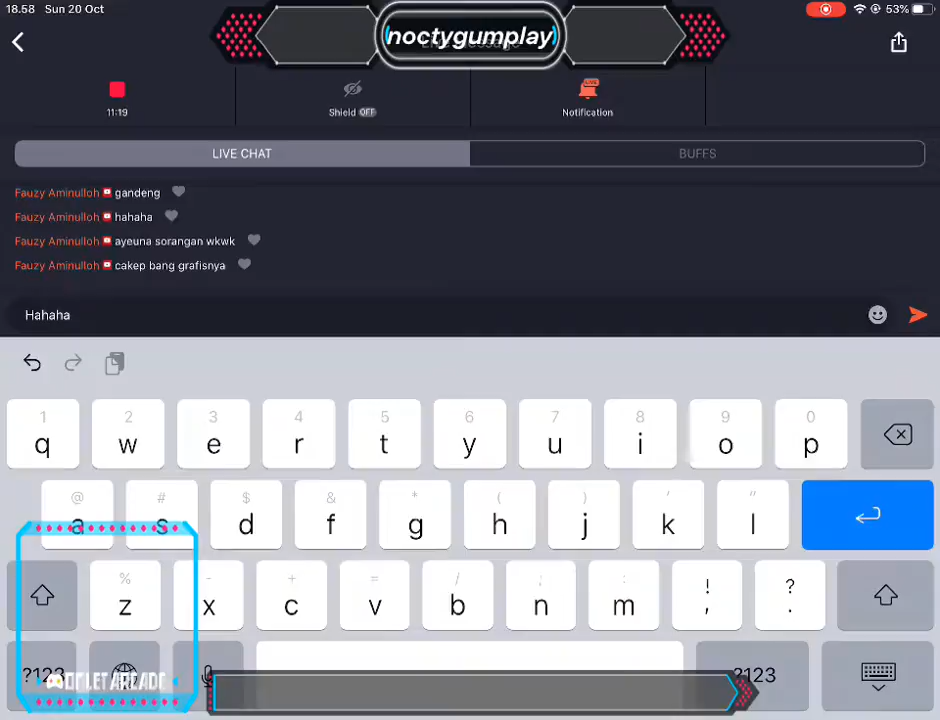 18.58 Sun 20 Oct
53%
noctygumplay
11:19
Shield OFF
LIVE
Notification
LIVE CHAT
BUFFS
Fauzy Aminulloh gandeng
Fauzy Aminulloh hahaha
Fauzy Aminulloh ayeuna sorangan wkwk
Fauzy Aminulloh cakep bang grafisnya
Hahaha
1 2 3 4 5 6 7 8 9 0
q w e r t y u i o p
@ # $ & * ( ) ' "
a s d f g h j k l
% - + = / ; : ! ?
z x c v b n m , .
?123
?123